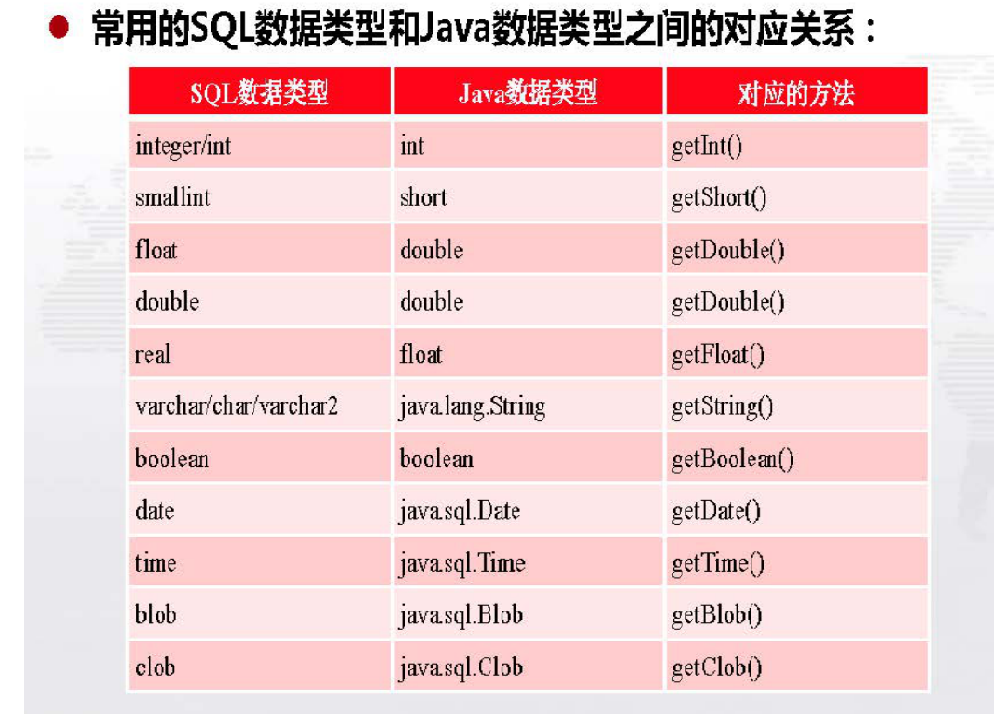 ● 常用的SQL数据类型和Java数据类型之间的对应关系：
SQL数据类型 Java数据类型 对应的方法
integer/int int getInt()
smallint short getShort()
float double getDouble()
double double getDouble()
real float getFloat()
varchar/char/varchar2 java.lang.String getString()
boolean boolean getBoolean()
date java.sql.Date getDate()
time java.sql.Time getTime()
blob java.sql.Blob getBlob()
clob java.sql.Clob getClob()